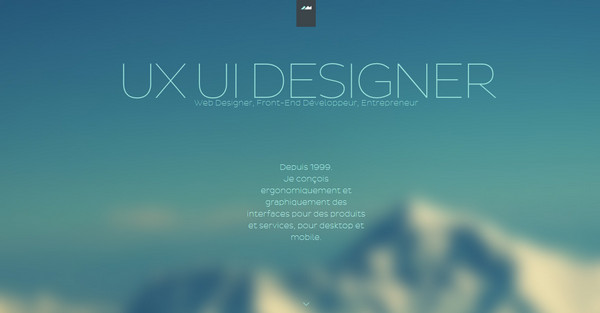 UX UI DESIGNER
Web Designer, Front-End Développeur, Entrepreneur
Depuis 1999
Je conçois
ergonomiquement et
graphiquement des
interfaces pour des produits
et services, pour desktop et
mobile.